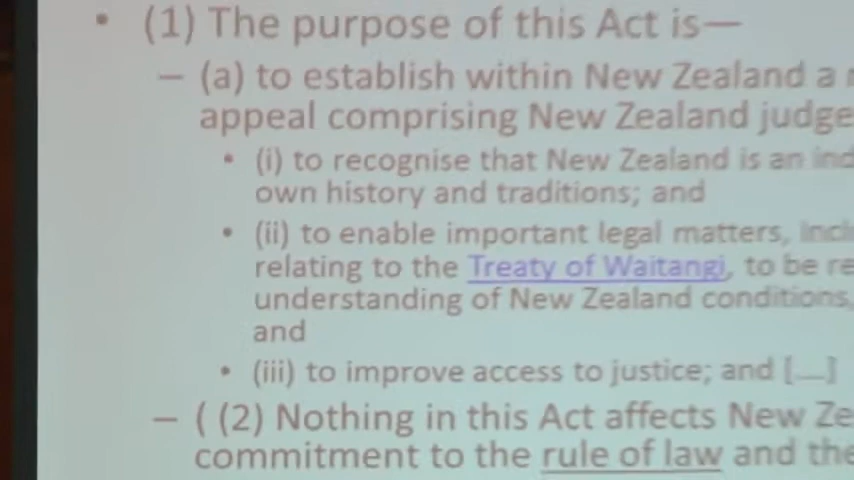 • (1) The purpose of this Act is—
– (a) to establish within New Zealand a
appeal comprising New Zealand judge
• (i) to recognise that New Zealand is an ind
own history and traditions; and
• (ii) to enable important legal matters, incl
relating to the Treaty of Waitangi, to be re
understanding of New Zealand conditions,
and
• (iii) to improve access to justice; and [...]
– ( (2) Nothing in this Act affects New Ze
commitment to the rule of law and the